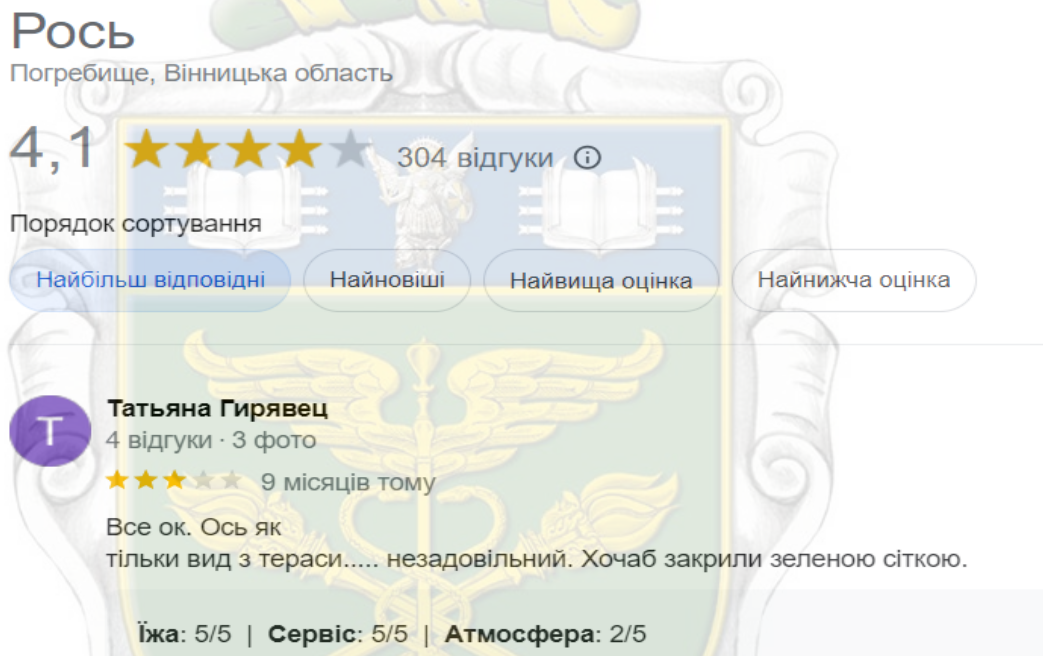 Рось
Погребище, Вінницька область
4,1 304 відгуки
Порядок сортування
Найбільш відповідні Найновіші Найвища оцінка Найнижча оцінка
Т
Татьяна Гирявец
4 відгуки · 3 фото
9 місяців тому
Все ок. Ось як
тільки вид з тераси..... незадовільний. Хочаб закрили зеленою сіткою.
Їжа: 5/5 | Сервіс: 5/5 | Атмосфера: 2/5